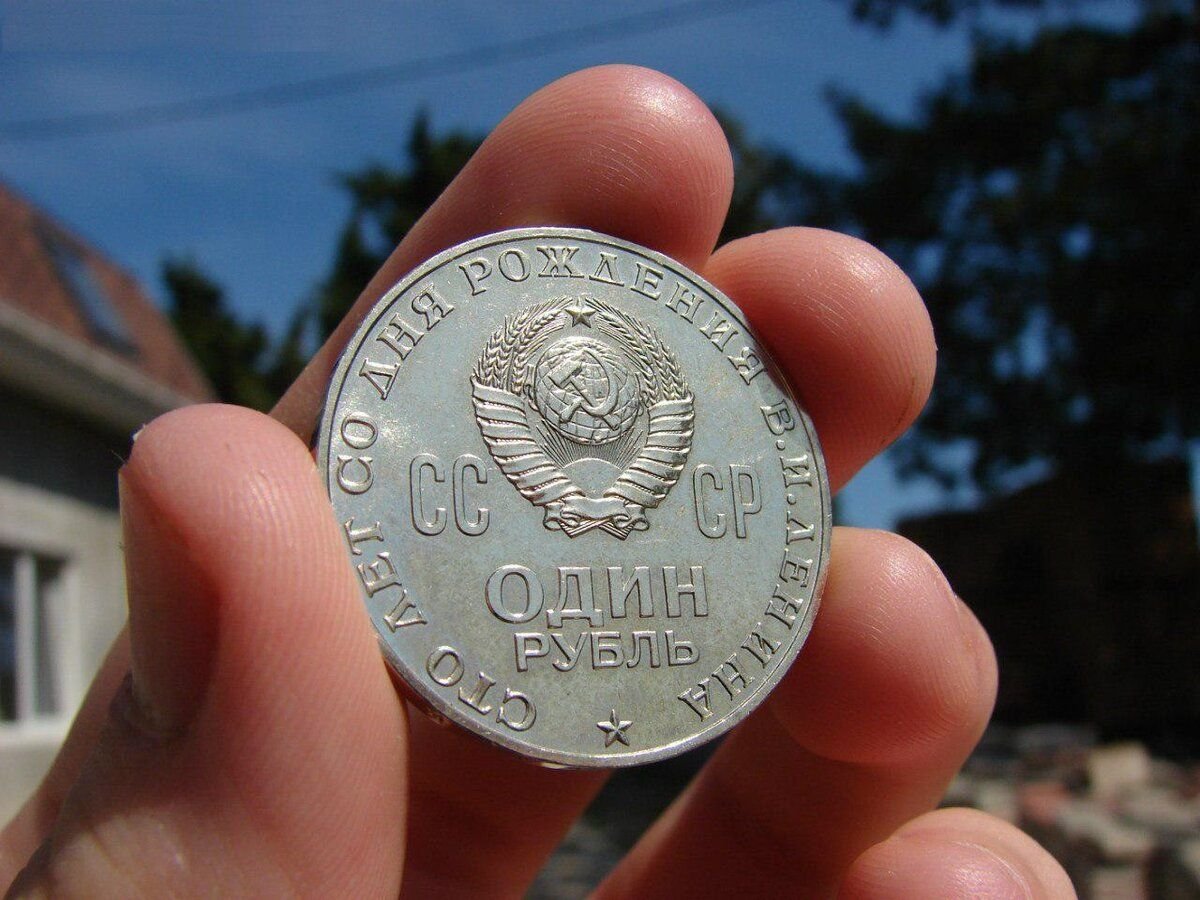 СТО ЛЕТ СО ДНЯ РОЖДЕНИЯ В.И.ЛЕНИНА
СС СР
ОДИН
РУБЛЬ